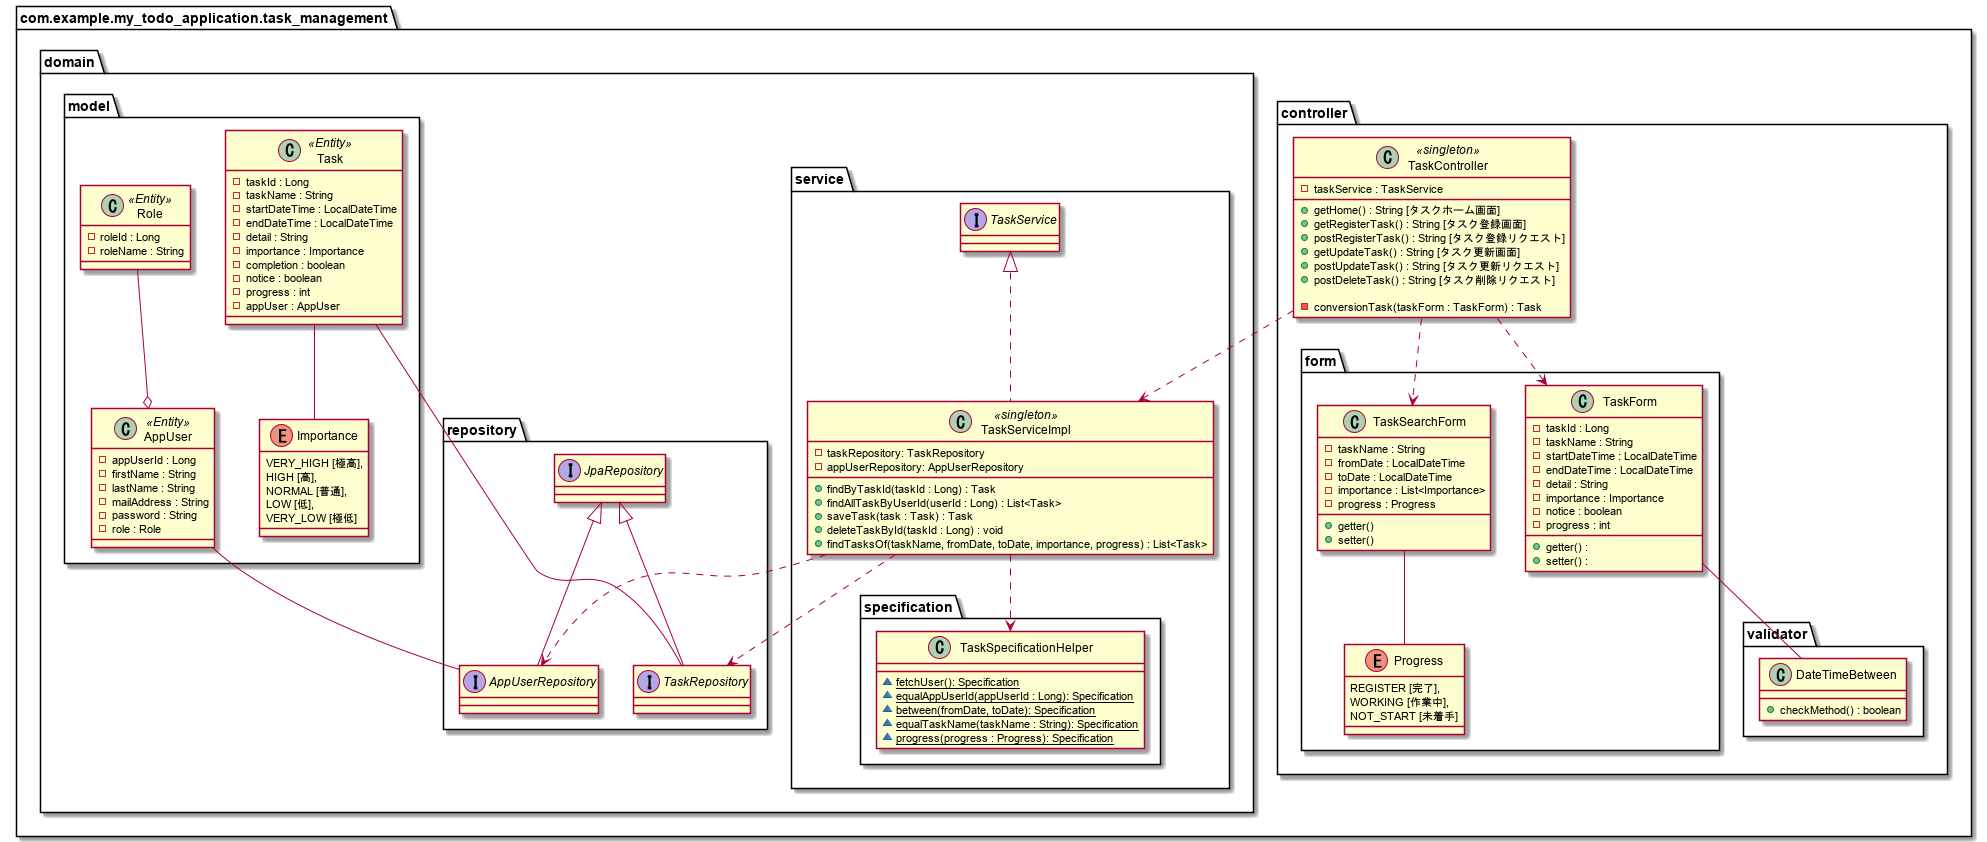 com.example.my_todo_application.task_management
domain
model
«Entity»
Task
taskId : Long
taskName : String
startDateTime : LocalDateTime
endDateTime : LocalDateTime
detail : String
importance : Importance
completion : boolean
notice : boolean
progress : int
appUser : AppUser
«Entity»
Role
roleId : Long
roleName : String
«Entity»
AppUser
appUserId : Long
firstName : String
lastName : String
mailAddress : String
password : String
role : Role
Importance
VERY_HIGH [極高],
HIGH [高],
NORMAL [普通],
LOW [低],
VERY_LOW [極低]
repository
JpaRepository
AppUserRepository
TaskRepository
service
TaskService
«singleton»
TaskServiceImpl
taskRepository: TaskRepository
appUserRepository: AppUserRepository
findByTaskId(taskId : Long) : Task
findAllTaskByUserId(userId : Long) : List<Task>
saveTask(task : Task) : Task
deleteTaskById(taskId : Long) : void
findTasksOf(taskName, fromDate, toDate, importance, progress) : List<Task>
specification
TaskSpecificationHelper
fetchUser(): Specification
equalAppUserId(appUserId : Long): Specification
between(fromDate, toDate): Specification
equalTaskName(taskName : String): Specification
progress(progress : Progress): Specification
controller
«singleton»
TaskController
taskService : TaskService
getHome() : String [タスクホーム画面]
getRegisterTask() : String [タスク登録画面]
postRegisterTask() : String [タスク登録リクエスト]
getUpdateTask() : String [タスク更新画面]
postUpdateTask() : String [タスク更新リクエスト]
postDeleteTask() : String [タスク削除リクエスト]
conversionTask(taskForm : TaskForm) : Task
form
TaskSearchForm
taskName : String
fromDate : LocalDateTime
toDate : LocalDateTime
importance : List<Importance>
progress : Progress
getter()
setter()
TaskForm
taskId : Long
taskName : String
startDateTime : LocalDateTime
endDateTime : LocalDateTime
detail : String
importance : Importance
notice : boolean
progress : int
getter() :
setter() :
Progress
REGISTER [完了],
WORKING [作業中],
NOT_START [未着手]
validator
DateTimeBetween
checkMethod() : boolean